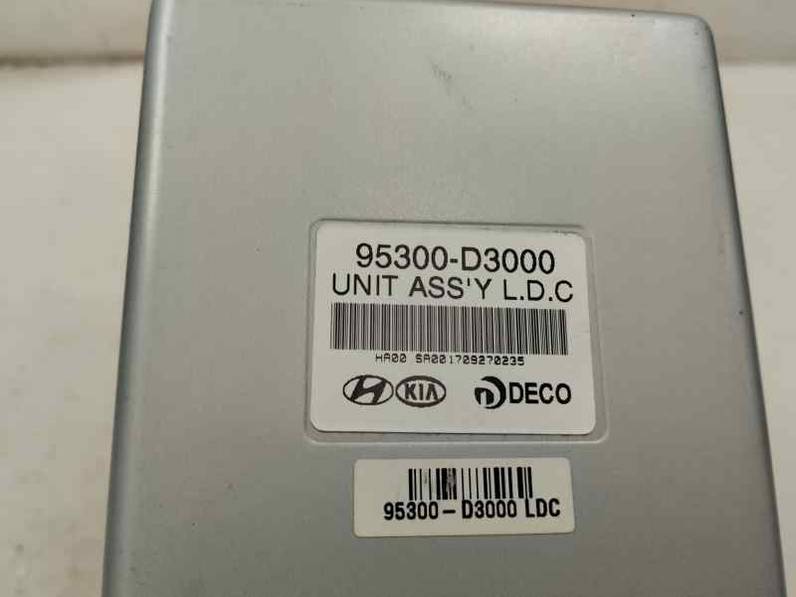 95300-D3000
UNIT ASS'Y L.D.C
HA00 SA001709270235
KIA DECO
95300-D3000 LDC